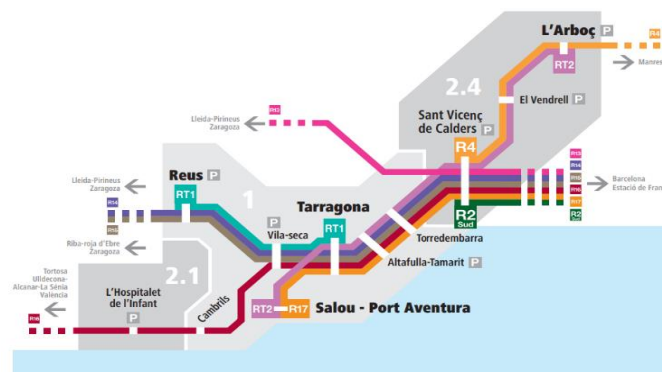 L'Arboç P
R4
RT2
Manresa
2.4
El Vendrell P
Sant Vicenç
de Calders P
R13
Lleida-Pirineus
Zaragoza
R4
Reus P
R13
R14
R15
R16
R17
R2
Barcelona
Estació de Fran
Lleida-Pirineus
Zaragoza
RT1
1
Tarragona
R2
Sud
R14
P
RT1
R15
Vila-seca
Torredembarra
Riba-roja d'Ebre
Zaragoza
2.1
Altafulla-Tamarit P
Tortosa
Ulldecona-
Alcanar-La Sénia
València
L'Hospitalet
de l'Infant
P
Cambrils
RT2
R17
Salou - Port Aventura
R16